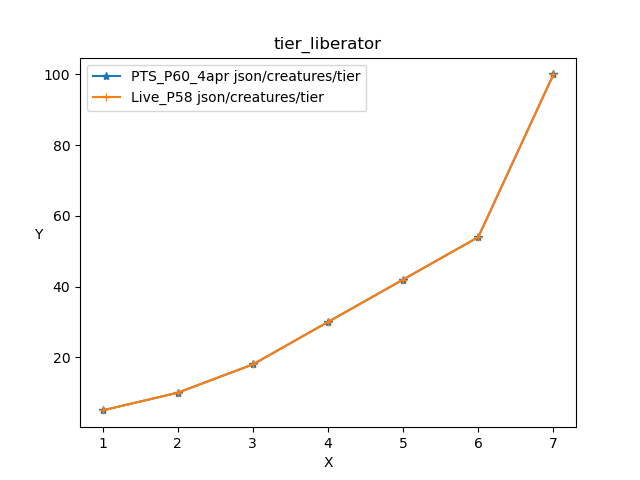 tier_liberator
PTS_P60_4apr json/creatures/tier
Live_P58 json/creatures/tier
100
80
60
40
20
Y
1 2 3 4 5 6 7
X